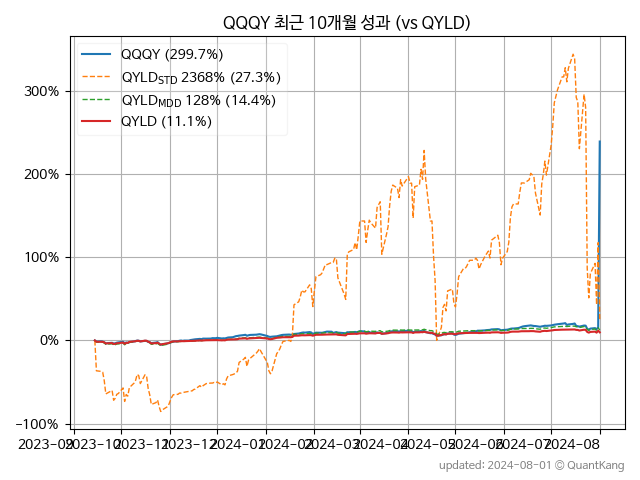 QQQY 최근 10개월 성과 (vs QYLD)
QQQY (299.7%)
QYLD_STD 2368% (27.3%)
QYLD_MDD 128% (14.4%)
QYLD (11.1%)
300%
200%
100%
0%
−100%
2023-09 2023-10 2023-11 2023-12 2024-01 2024-02 2024-03 2024-04 2024-05 2024-06 2024-07 2024-08
updated: 2024-08-01 © QuantKang